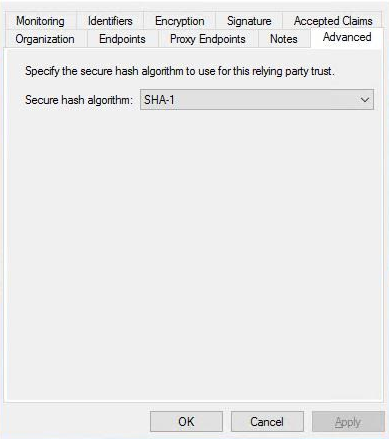 Monitoring Identifiers Encryption Signature Accepted Claims
Organization Endpoints Proxy Endpoints Notes Advanced
Specify the secure hash algorithm to use for this relying party trust.
Secure hash algorithm: SHA-1
OK Cancel Apply